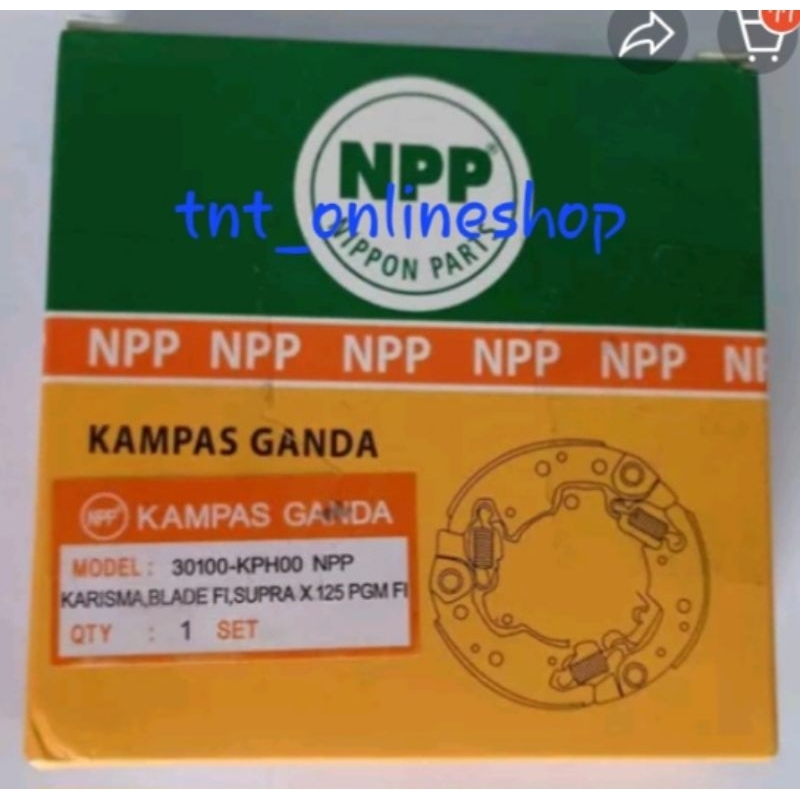 NPP®
tnt_onlineshop
NIPPON PARTS
NPP NPP NPP NPP NPP NP
KAMPAS GANDA
NPP KAMPAS GANDA
MODEL : 30100-KPH00 NPP
KARISMA,BLADE FI,SUPRA X 125 PGM FI
QTY : 1 SET